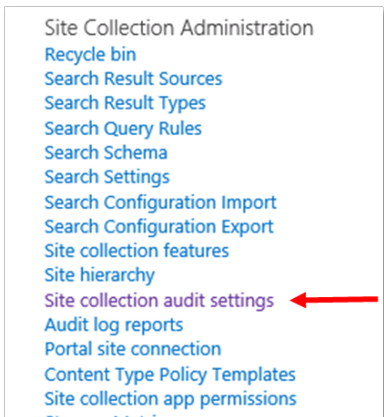 Site Collection Administration
Recycle bin
Search Result Sources
Search Result Types
Search Query Rules
Search Schema
Search Settings
Search Configuration Import
Search Configuration Export
Site collection features
Site hierarchy
Site collection audit settings
Audit log reports
Portal site connection
Content Type Policy Templates
Site collection app permissions